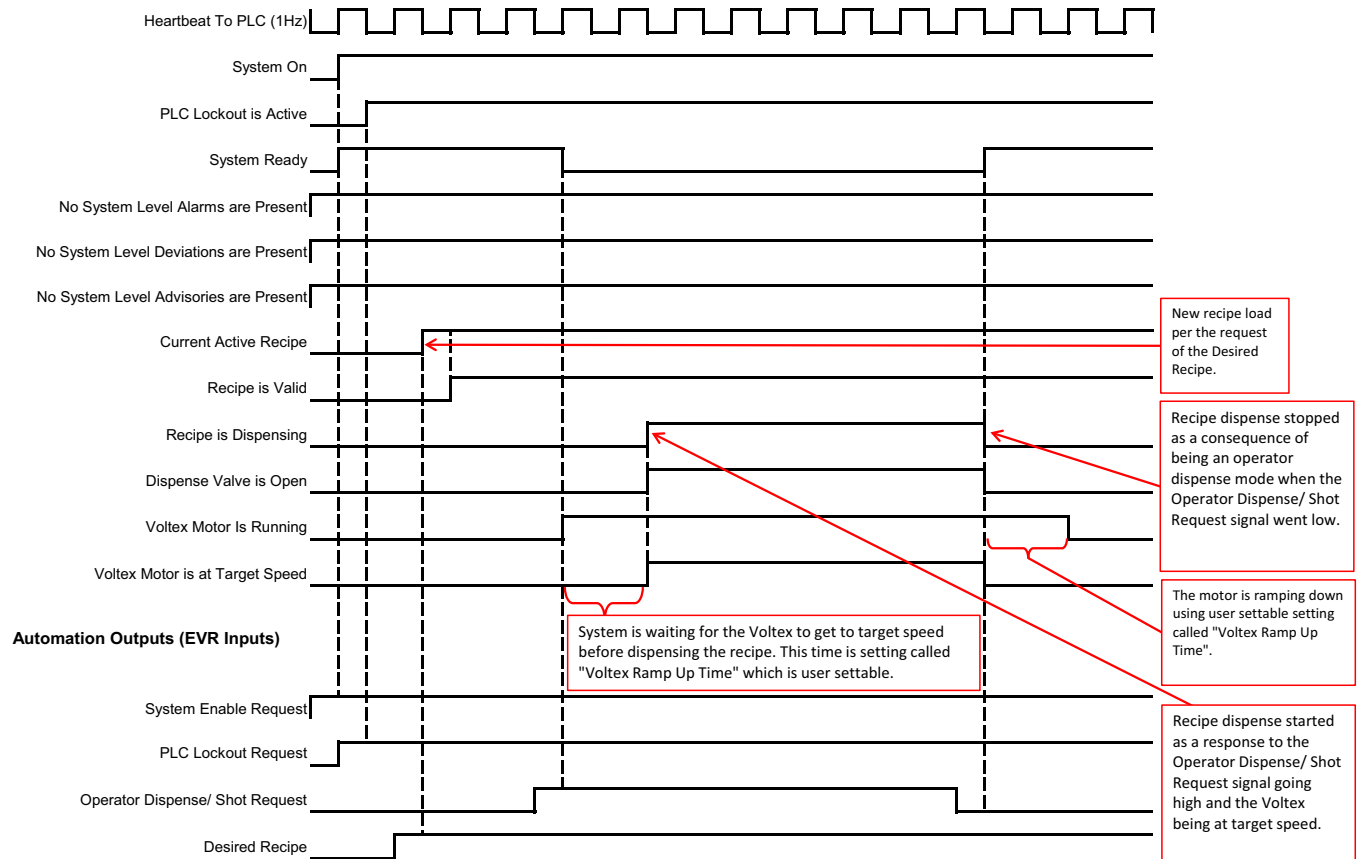 Heartbeat To PLC (1Hz)
System On
PLC Lockout is Active
System Ready
No System Level Alarms are Present
No System Level Deviations are Present
No System Level Advisories are Present
Current Active Recipe
Recipe is Valid
Recipe is Dispensing
Dispense Valve is Open
Voltex Motor Is Running
Voltex Motor is at Target Speed
Automation Outputs (EVR Inputs)
System Enable Request
PLC Lockout Request
Operator Dispense/ Shot Request
Desired Recipe
New recipe load
per the request
of the Desired
Recipe.
Recipe dispense stopped
as a consequence of
being an operator
dispense mode when the
Operator Dispense/ Shot
Request signal went low.
The motor is ramping down
using user settable setting
called "Voltex Ramp Up
Time".
System is waiting for the Voltex to get to target speed
before dispensing the recipe. This time is setting called
"Voltex Ramp Up Time" which is user settable.
Recipe dispense started
as a response to the
Operator Dispense/ Shot
Request signal going
high and the Voltex
being at target speed.